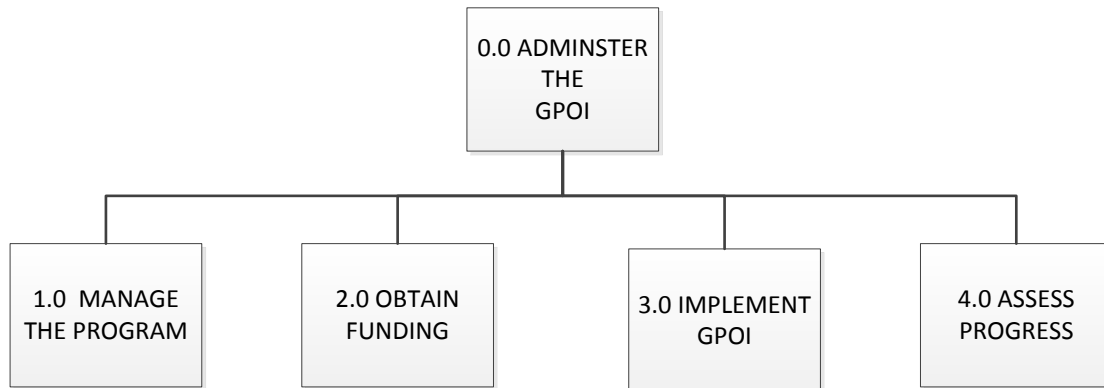 0.0 ADMINSTER
THE
GPOI
1.0  MANAGE
THE PROGRAM
2.0 OBTAIN
FUNDING
3.0 IMPLEMENT
GPOI
4.0 ASSESS
PROGRESS